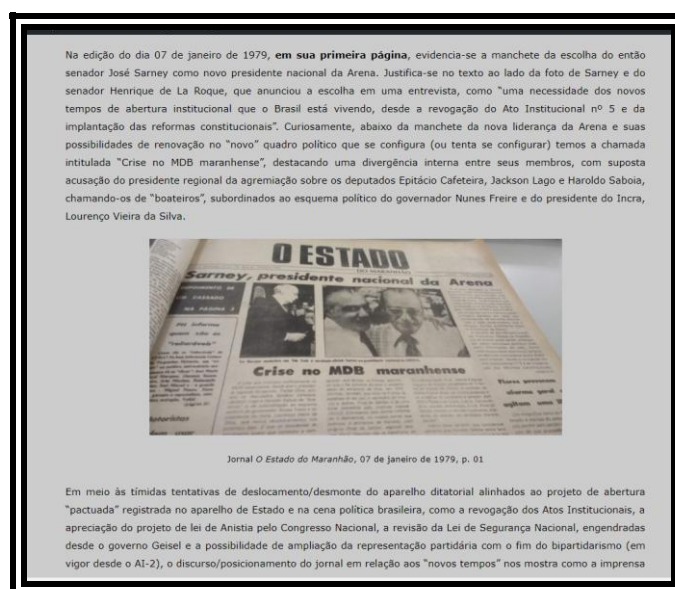 Na edição do dia 07 de janeiro de 1979, em sua primeira página, evidencia-se a manchete da escolha do então
senador José Sarney como novo presidente nacional da Arena. Justifica-se no texto ao lado da foto de Sarney e do
senador Henrique de La Roque, que anunciou a escolha em uma entrevista, como "uma necessidade dos novos
tempos de abertura institucional que o Brasil está vivendo, desde a revogação do Ato Institucional nº 5 e da
implantação das reformas constitucionais". Curiosamente, abaixo da manchete da nova liderança da Arena e suas
possibilidades de renovação no "novo" quadro político que se configura (ou tenta se configurar) temos a chamada
intitulada "Crise no MDB maranhense", destacando uma divergência interna entre seus membros, com suposta
acusação do presidente regional da agremiação sobre os deputados Epitácio Cafeteira, Jackson Lago e Haroldo Saboia,
chamando-os de "boateiros", subordinados ao esquema político do governador Nunes Freire e do presidente do Incra,
Lourenço Vieira da Silva.
O ESTADO
DO MARANHÃO
Sarney, presidente nacional da Arena
NA PÁGINA 3
Crise no MDB maranhense
Jornal O Estado do Maranhão, 07 de janeiro de 1979, p. 01
Em meio às tímidas tentativas de deslocamento/desmonte do aparelho ditatorial alinhados ao projeto de abertura
"pactuada" registrada no aparelho de Estado e na cena política brasileira, como a revogação dos Atos Institucionais, a
apreciação do projeto de lei de Anistia pelo Congresso Nacional, a revisão da Lei de Segurança Nacional, engendradas
desde o governo Geisel e a possibilidade de ampliação da representação partidária com o fim do bipartidarismo (em
vigor desde o AI-2), o discurso/posicionamento do jornal em relação aos "novos tempos" nos mostra como a imprensa